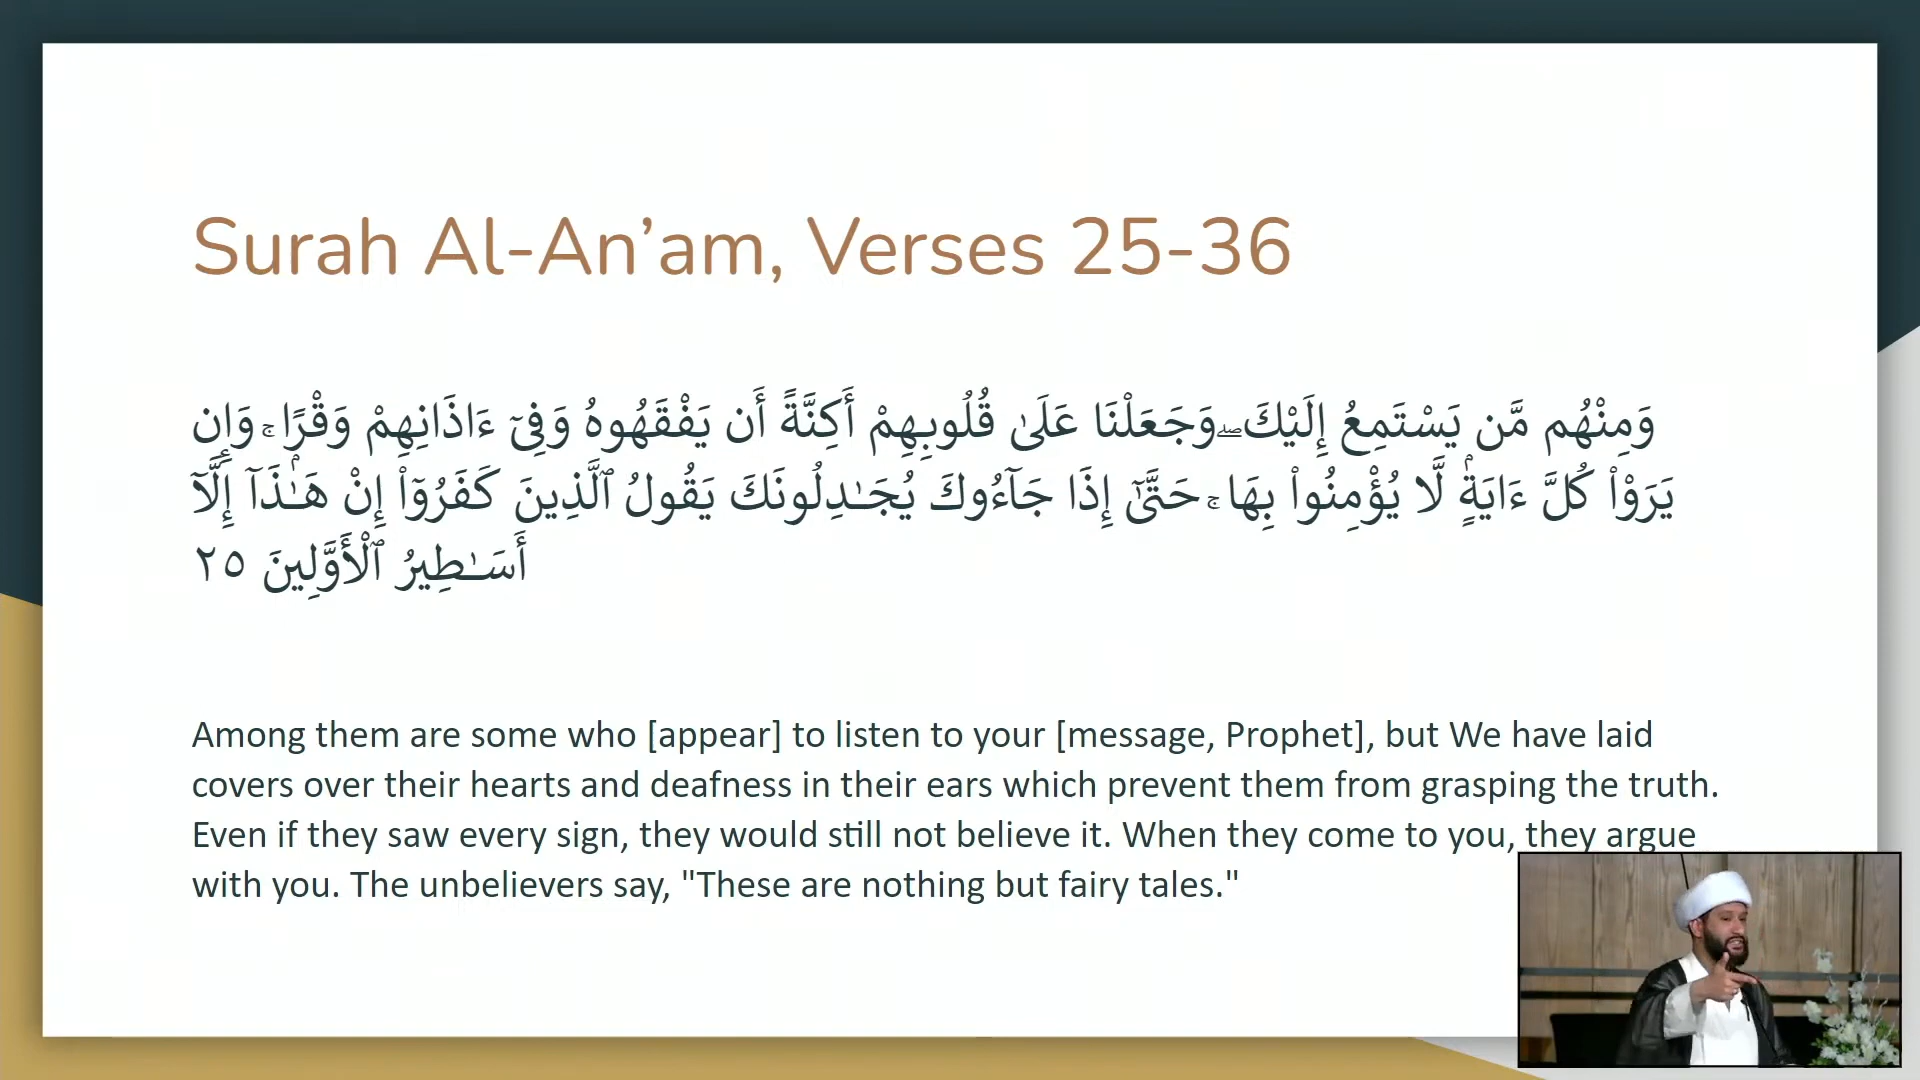 Surah Al-An’am, Verses 25-36
وَمِنْهُم مَّن يَسْتَمِعُ إِلَيْكَ ۖ وَجَعَلْنَا عَلَىٰ قُلُوبِهِمْ أَكِنَّةً أَن يَفْقَهُوهُ وَفِىٓ ءَاذَانِهِمْ وَقْرًا ۚ وَإِن
يَرَوْا۟ كُلَّ ءَايَةٍۢ لَّا يُؤْمِنُوا۟ بِهَا ۚ حَتَّىٰٓ إِذَا جَآءُوكَ يُجَـٰدِلُونَكَ يَقُولُ ٱلَّذِينَ كَفَرُوٓا۟ إِنْ هَـٰذَآ إِلَّآ
أَسَـٰطِيرُ ٱلْأَوَّلِينَ ٢٥
Among them are some who [appear] to listen to your [message, Prophet], but We have laid
covers over their hearts and deafness in their ears which prevent them from grasping the truth.
Even if they saw every sign, they would still not believe it. When they come to you, they argue
with you. The unbelievers say, "These are nothing but fairy tales."